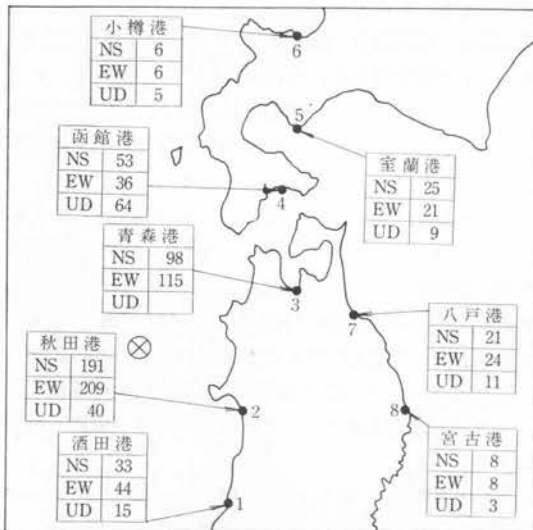 小樽港
NS 6
EW 6
UD 5
6
函館港
NS 53
EW 36
UD 64
4
5
室蘭港
NS 25
EW 21
UD 9
青森港
NS 98
EW 115
UD
3
7
八戸港
NS 21
EW 24
UD 11
秋田港
NS 191
EW 209
UD 40
2
8
宮古港
NS 8
EW 8
UD 3
酒田港
NS 33
EW 44
UD 15
1